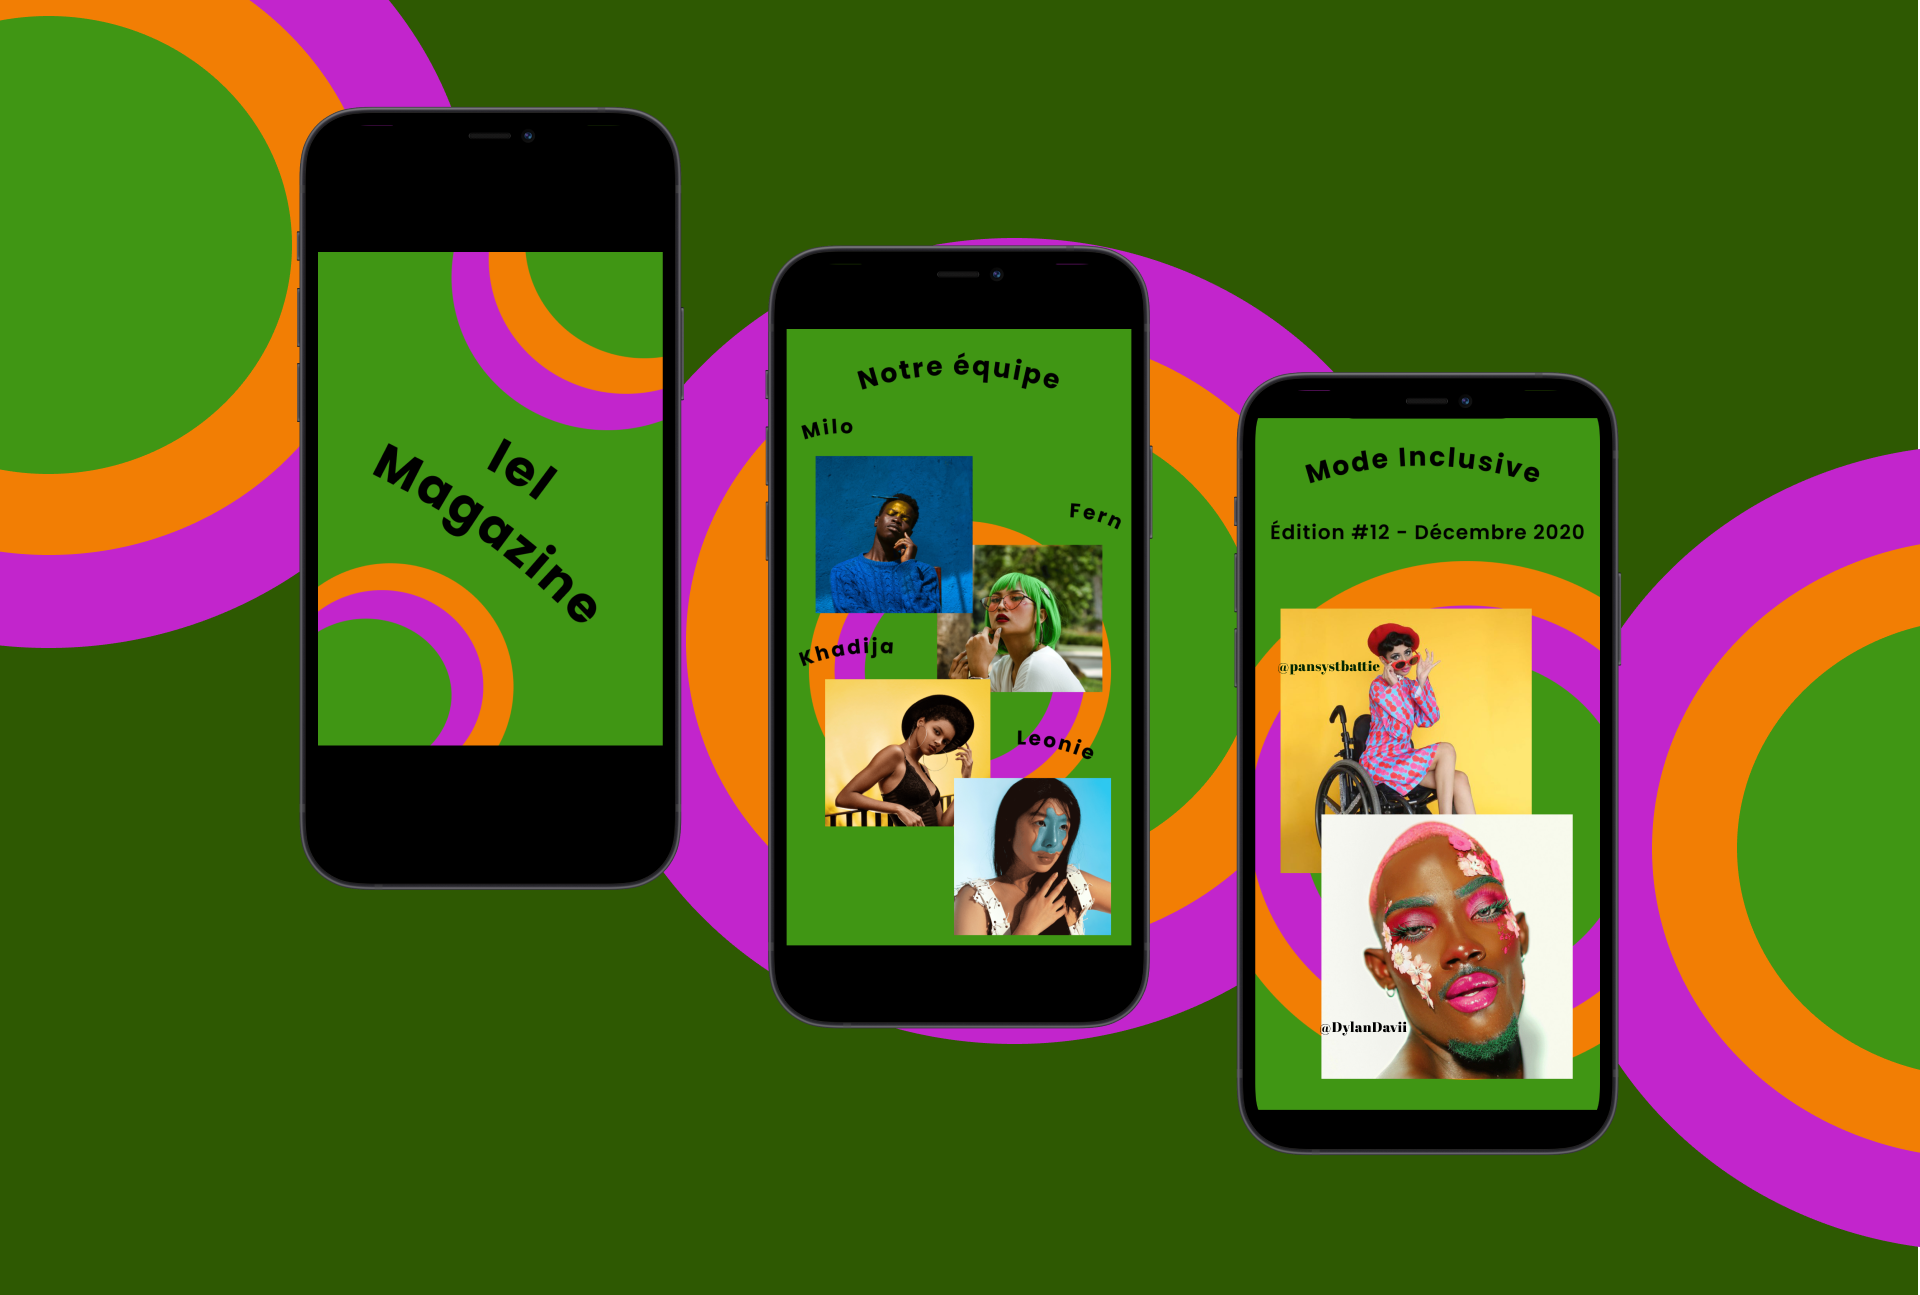 Iel
Magazine
Notre équipe
Milo
Fern
Khadija
Leonie
Mode Inclusive
Édition #12 - Décembre 2020
@pansystbattie
@DylanDavii